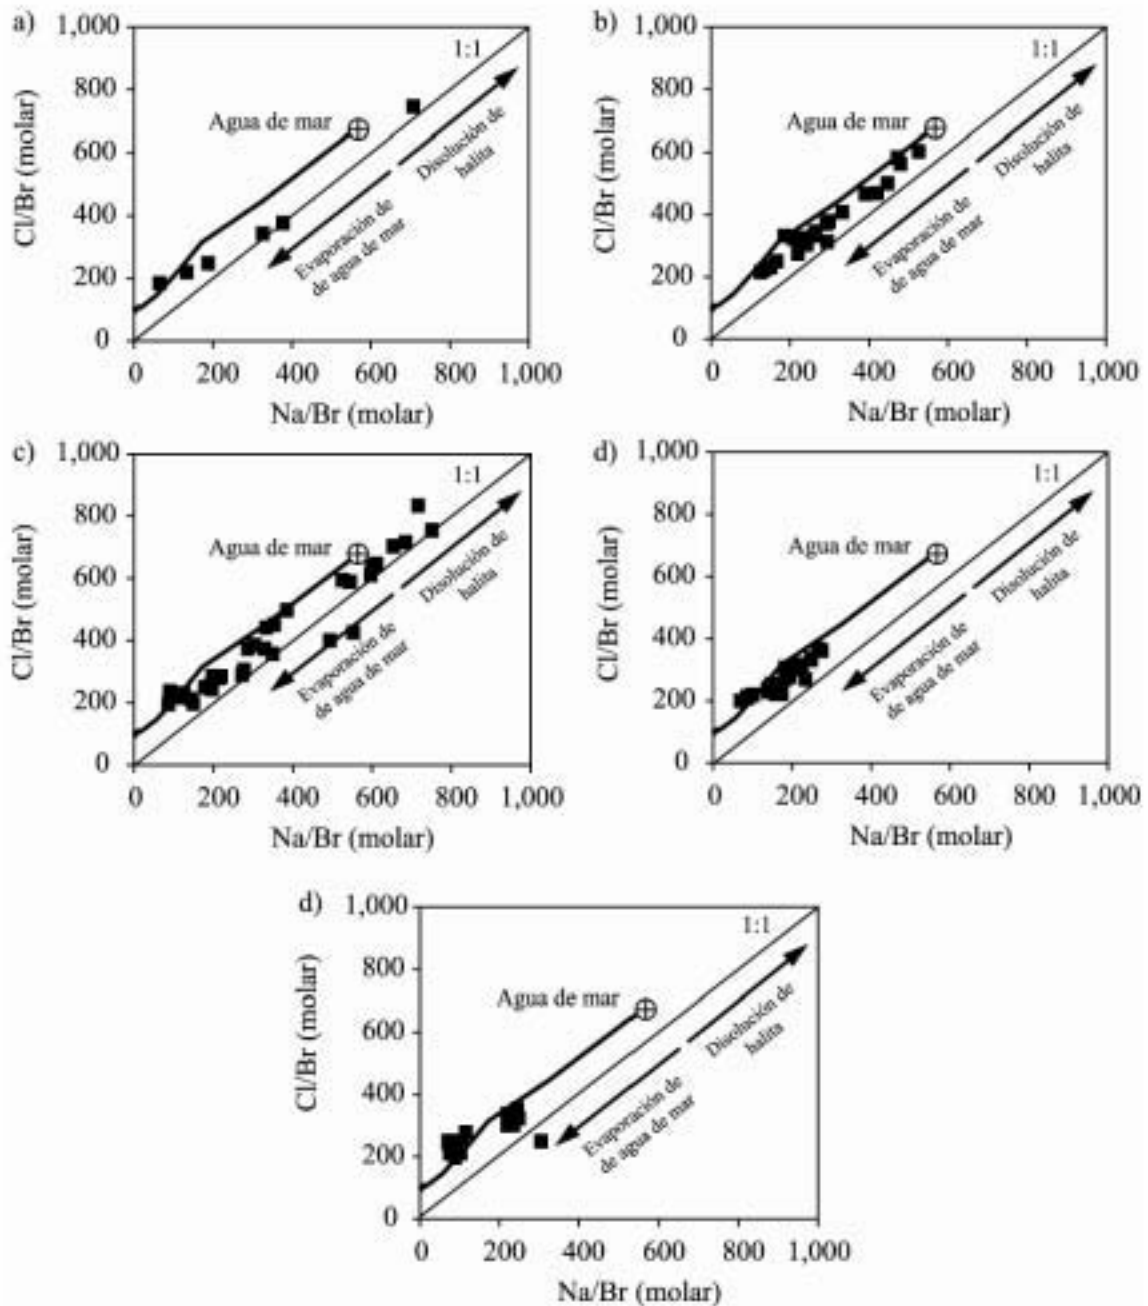 a)
1,000
800
600
400
200
0
Cl/Br (molar)
1:1
Agua de mar
Disolución de
halita
Evaporación de
de agua de mar
0 200 400 600 800 1,000
Na/Br (molar)
b)
1,000
800
600
400
200
0
Cl/Br (molar)
1:1
Agua de mar
Disolución de
halita
Evaporación de
de agua de mar
0 200 400 600 800 1,000
Na/Br (molar)
c)
1,000
800
600
400
200
0
Cl/Br (molar)
1:1
Agua de mar
Disolución de
halita
Evaporación de
de agua de mar
0 200 400 600 800 1,000
Na/Br (molar)
d)
1,000
800
600
400
200
0
Cl/Br (molar)
1:1
Agua de mar
Disolución de
halita
Evaporación de
de agua de mar
0 200 400 600 800 1,000
Na/Br (molar)
d)
1,000
800
600
400
200
0
Cl/Br (molar)
1:1
Agua de mar
Disolución de
halita
Evaporación de
de agua de mar
0 200 400 600 800 1,000
Na/Br (molar)